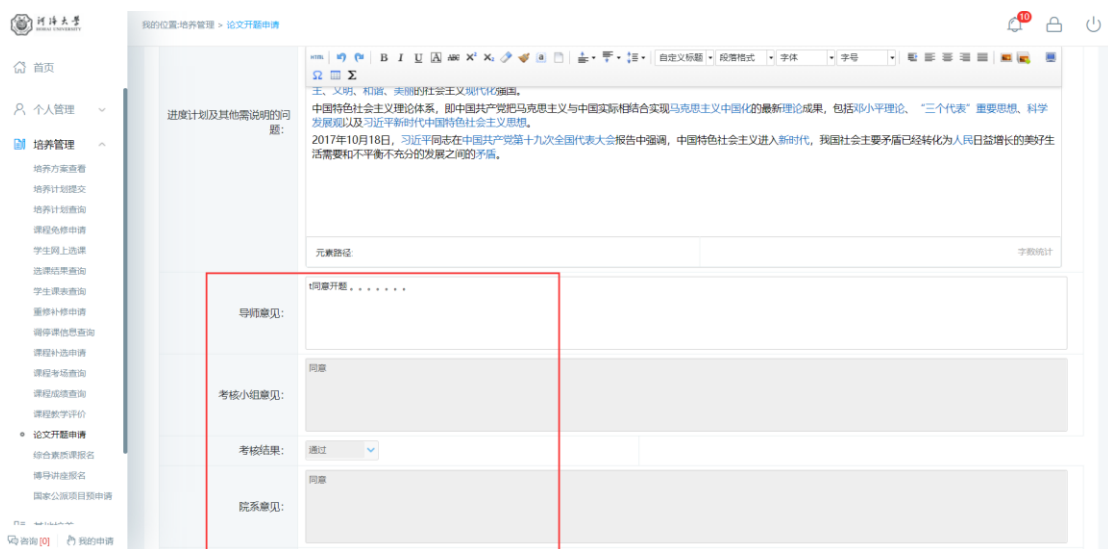 河海大学
HOHAI UNIVERSITY
我的位置:培养管理 > 论文开题申请
10
首页
个人管理
培养管理
培养方案查看
培养计划提交
培养计划查询
课程免修申请
学生网上选课
选课结果查询
学生课表查询
重修补修申请
调停课信息查询
课程补选申请
课程考场查询
课程成绩查询
课程教学评价
论文开题申请
综合素质课报名
博导讲座报名
国家公派项目预申请
咨询[0] 我的申请
HTML B I U A ABC X² X₂ a 自定义标题 段落格式 字体 字号
Ω Σ
进度计划及其他需说明的问题:
主、文明、和谐、美丽的社会主义现代化强国。
中国特色社会主义理论体系，即中国共产党把马克思主义与中国实际相结合实现马克思主义中国化的最新理论成果，包括邓小平理论、“三个代表”重要思想、科学
发展观以及习近平新时代中国特色社会主义思想。
2017年10月18日，习近平同志在中国共产党第十九次全国代表大会报告中强调，中国特色社会主义进入新时代，我国社会主要矛盾已经转化为人民日益增长的美好生
活需要和不平衡不充分的发展之间的矛盾。
元素路径: 字数统计
导师意见: t同意开题。。。。。。。
考核小组意见: 同意
考核结果: 通过
院系意见: 同意